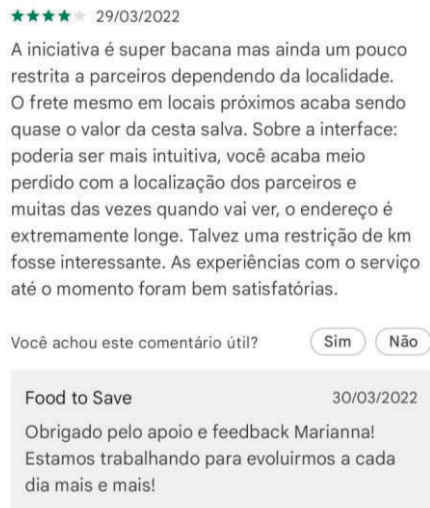 29/03/2022
A iniciativa é super bacana mas ainda um pouco
restrita a parceiros dependendo da localidade.
O frete mesmo em locais próximos acaba sendo
quase o valor da cesta salva. Sobre a interface:
poderia ser mais intuitiva, você acaba meio
perdido com a localização dos parceiros e
muitas das vezes quando vai ver, o endereço é
extremamente longe. Talvez uma restrição de km
fosse interessante. As experiências com o serviço
até o momento foram bem satisfatórias.
Você achou este comentário útil? Sim Não
Food to Save 30/03/2022
Obrigado pelo apoio e feedback Marianna!
Estamos trabalhando para evoluirmos a cada
dia mais e mais!